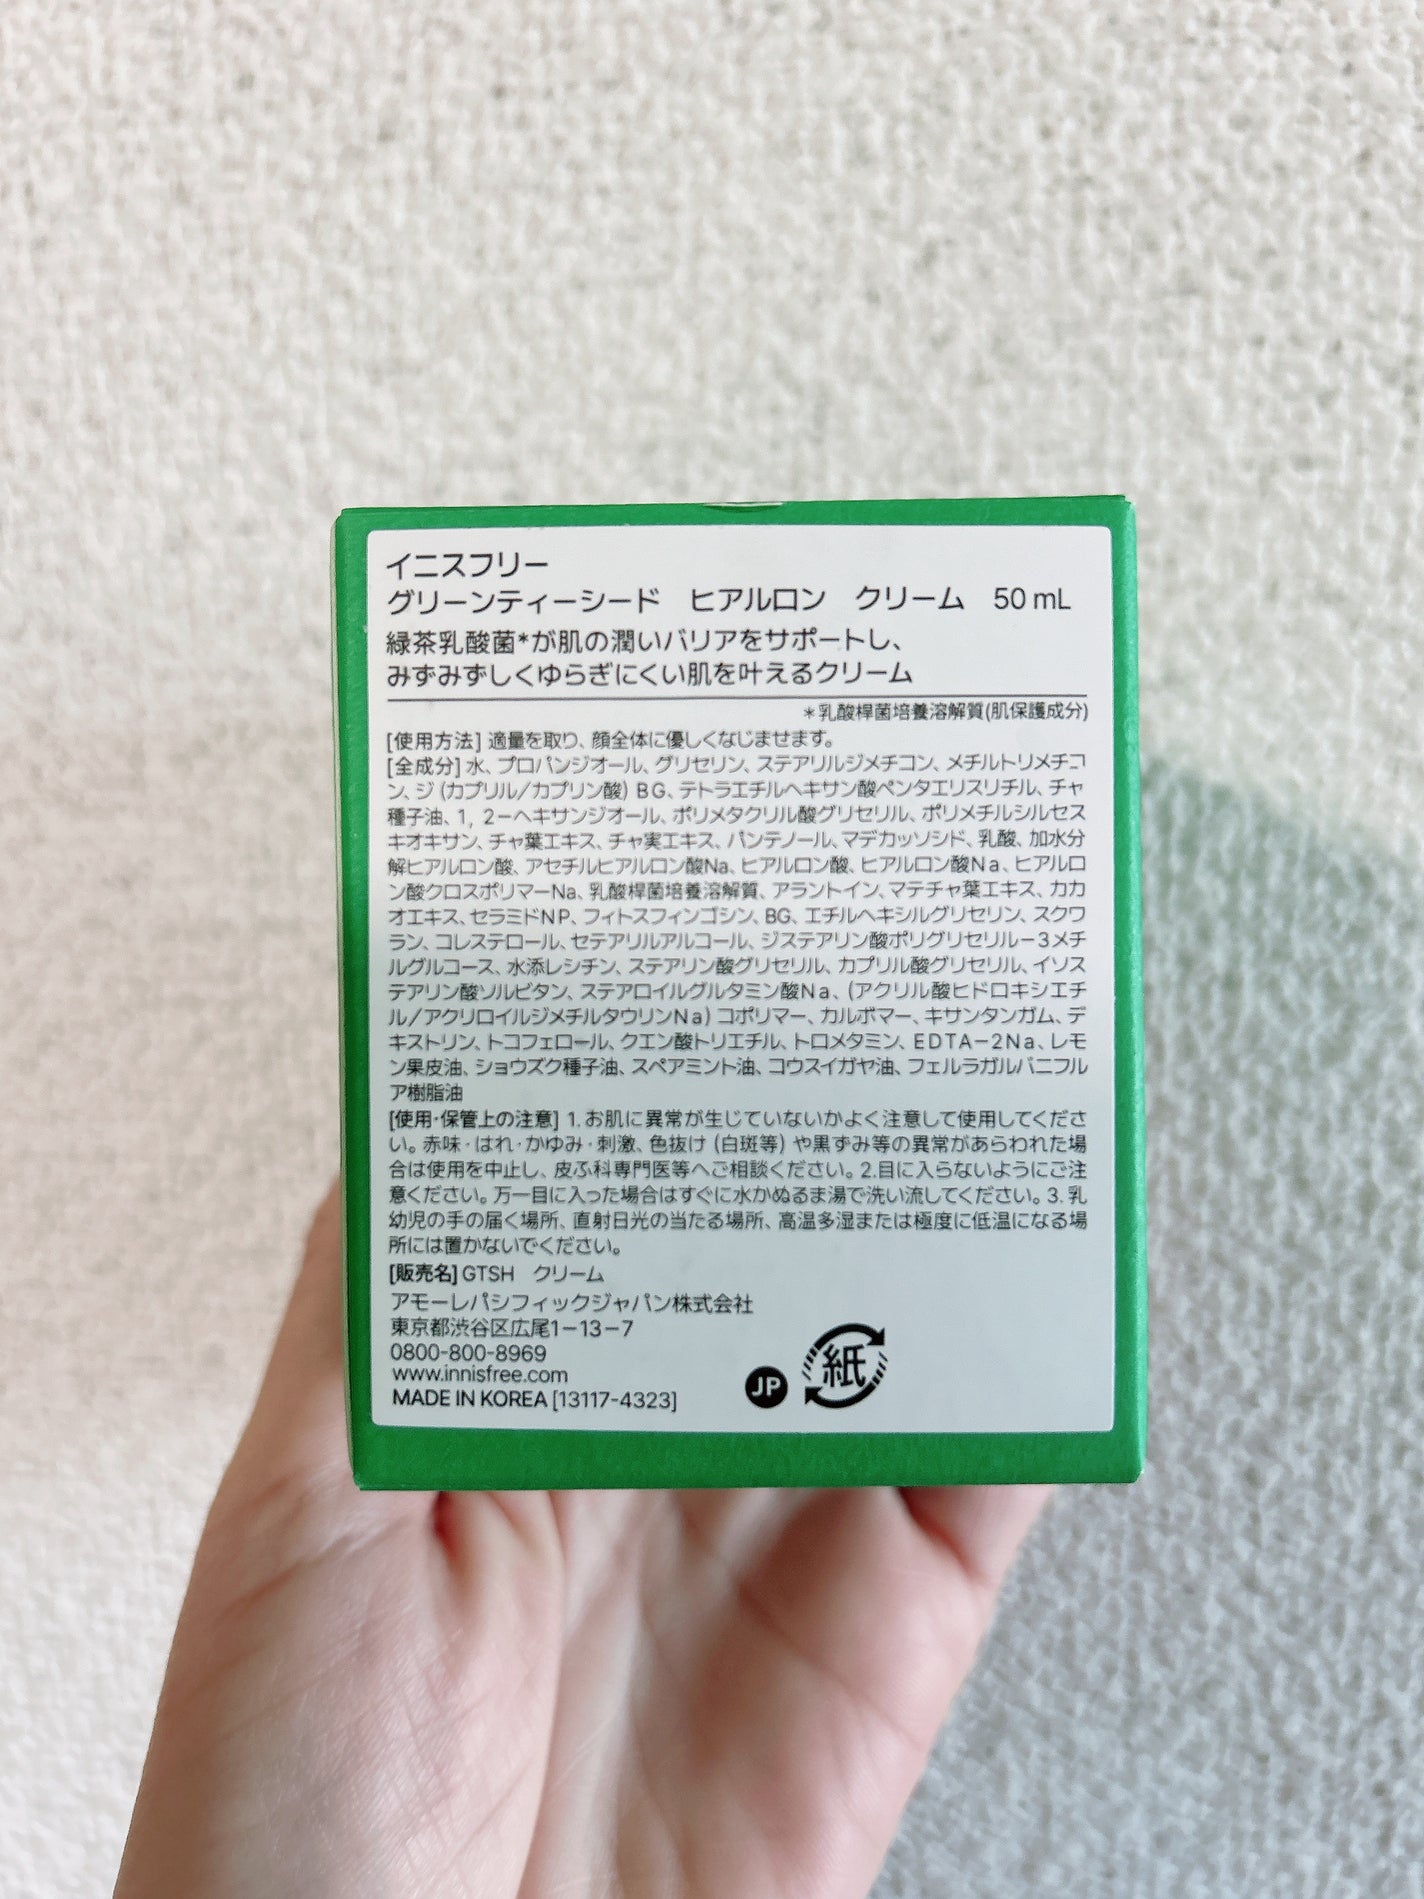 イニスフリー
グリーンティーシード　ヒアルロン　クリーム　50 mL
緑茶乳酸菌*が肌の潤いバリアをサポートし、
みずみずしくゆらぎにくい肌を叶えるクリーム
＊乳酸桿菌培養溶解質(肌保護成分)
[使用方法] 適量を取り、顔全体に優しくなじませます。
[全成分] 水、プロパンジオール、グリセリン、ステアリルジメチコン、メチルトリメチコ
ン、ジ (カプリル／カプリン酸) BG、テトラエチルヘキサン酸ペンタエリスリチル、チャ
種子油、1, 2－ヘキサンジオール、ポリメタクリル酸グリセリル、ポリメチルシルセス
キオキサン、チャ葉エキス、チャ実エキス、パンテノール、マデカッソシド、乳酸、加水分
解ヒアルロン酸、アセチルヒアルロン酸Na、ヒアルロン酸、ヒアルロン酸Na、ヒアルロ
ン酸クロスポリマーNa、乳酸桿菌培養溶解質、アラントイン、マテチャ葉エキス、カカ
オエキス、セラミドNP、フィトスフィンゴシン、BG、エチルヘキシルグリセリン、スクワ
ラン、コレステロール、セテアリルアルコール、ジステアリン酸ポリグリセリル－3メチ
ルグルコース、水添レシチン、ステアリン酸グリセリル、カプリル酸グリセリル、イソス
テアリン酸ソルビタン、ステアロイルグルタミン酸Na、(アクリル酸ヒドロキシエチ
ル／アクリロイルジメチルタウリンNa) コポリマー、カルボマー、キサンタンガム、デ
キストリン、トコフェロール、クエン酸トリエチル、トロメタミン、EDTA－2Na、レモ
ン果皮油、ショウズク種子油、スペアミント油、コウスイガヤ油、フェルラガルバニフル
ア樹脂油
[使用・保管上の注意] 1. お肌に異常が生じていないかよく注意して使用してくださ
い。赤味・はれ・かゆみ・刺激、色抜け (白斑等) や黒ずみ等の異常があらわれた場
合は使用を中止し、皮ふ科専門医等へご相談ください。2.目に入らないようにご注
意ください。万一目に入った場合はすぐに水かぬるま湯で洗い流してください。3. 乳
幼児の手の届く場所、直射日光の当たる場所、高温多湿または極度に低温になる場
所には置かないでください。
[販売名] GTSH　クリーム
アモーレパシフィックジャパン株式会社
東京都渋谷区広尾1－13－7
0800-800-8969
www.innisfree.com
MADE IN KOREA [13117-4323]
JP
紙